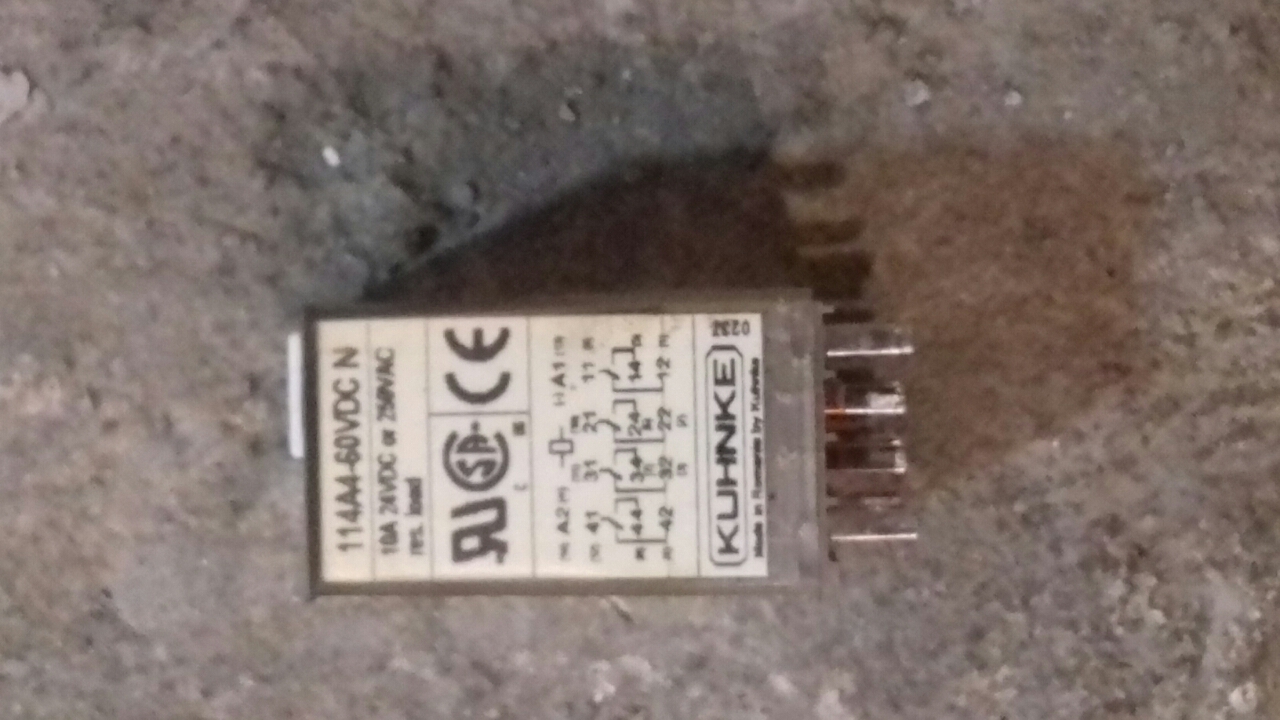 114A4-60VDC N
10A 24VDC or 250VAC
res. load
CE
A2 A1
41 31 21 11
44 34 24 14
42 32 22 12
KUHNKE
Made in Romania by Kuhnke